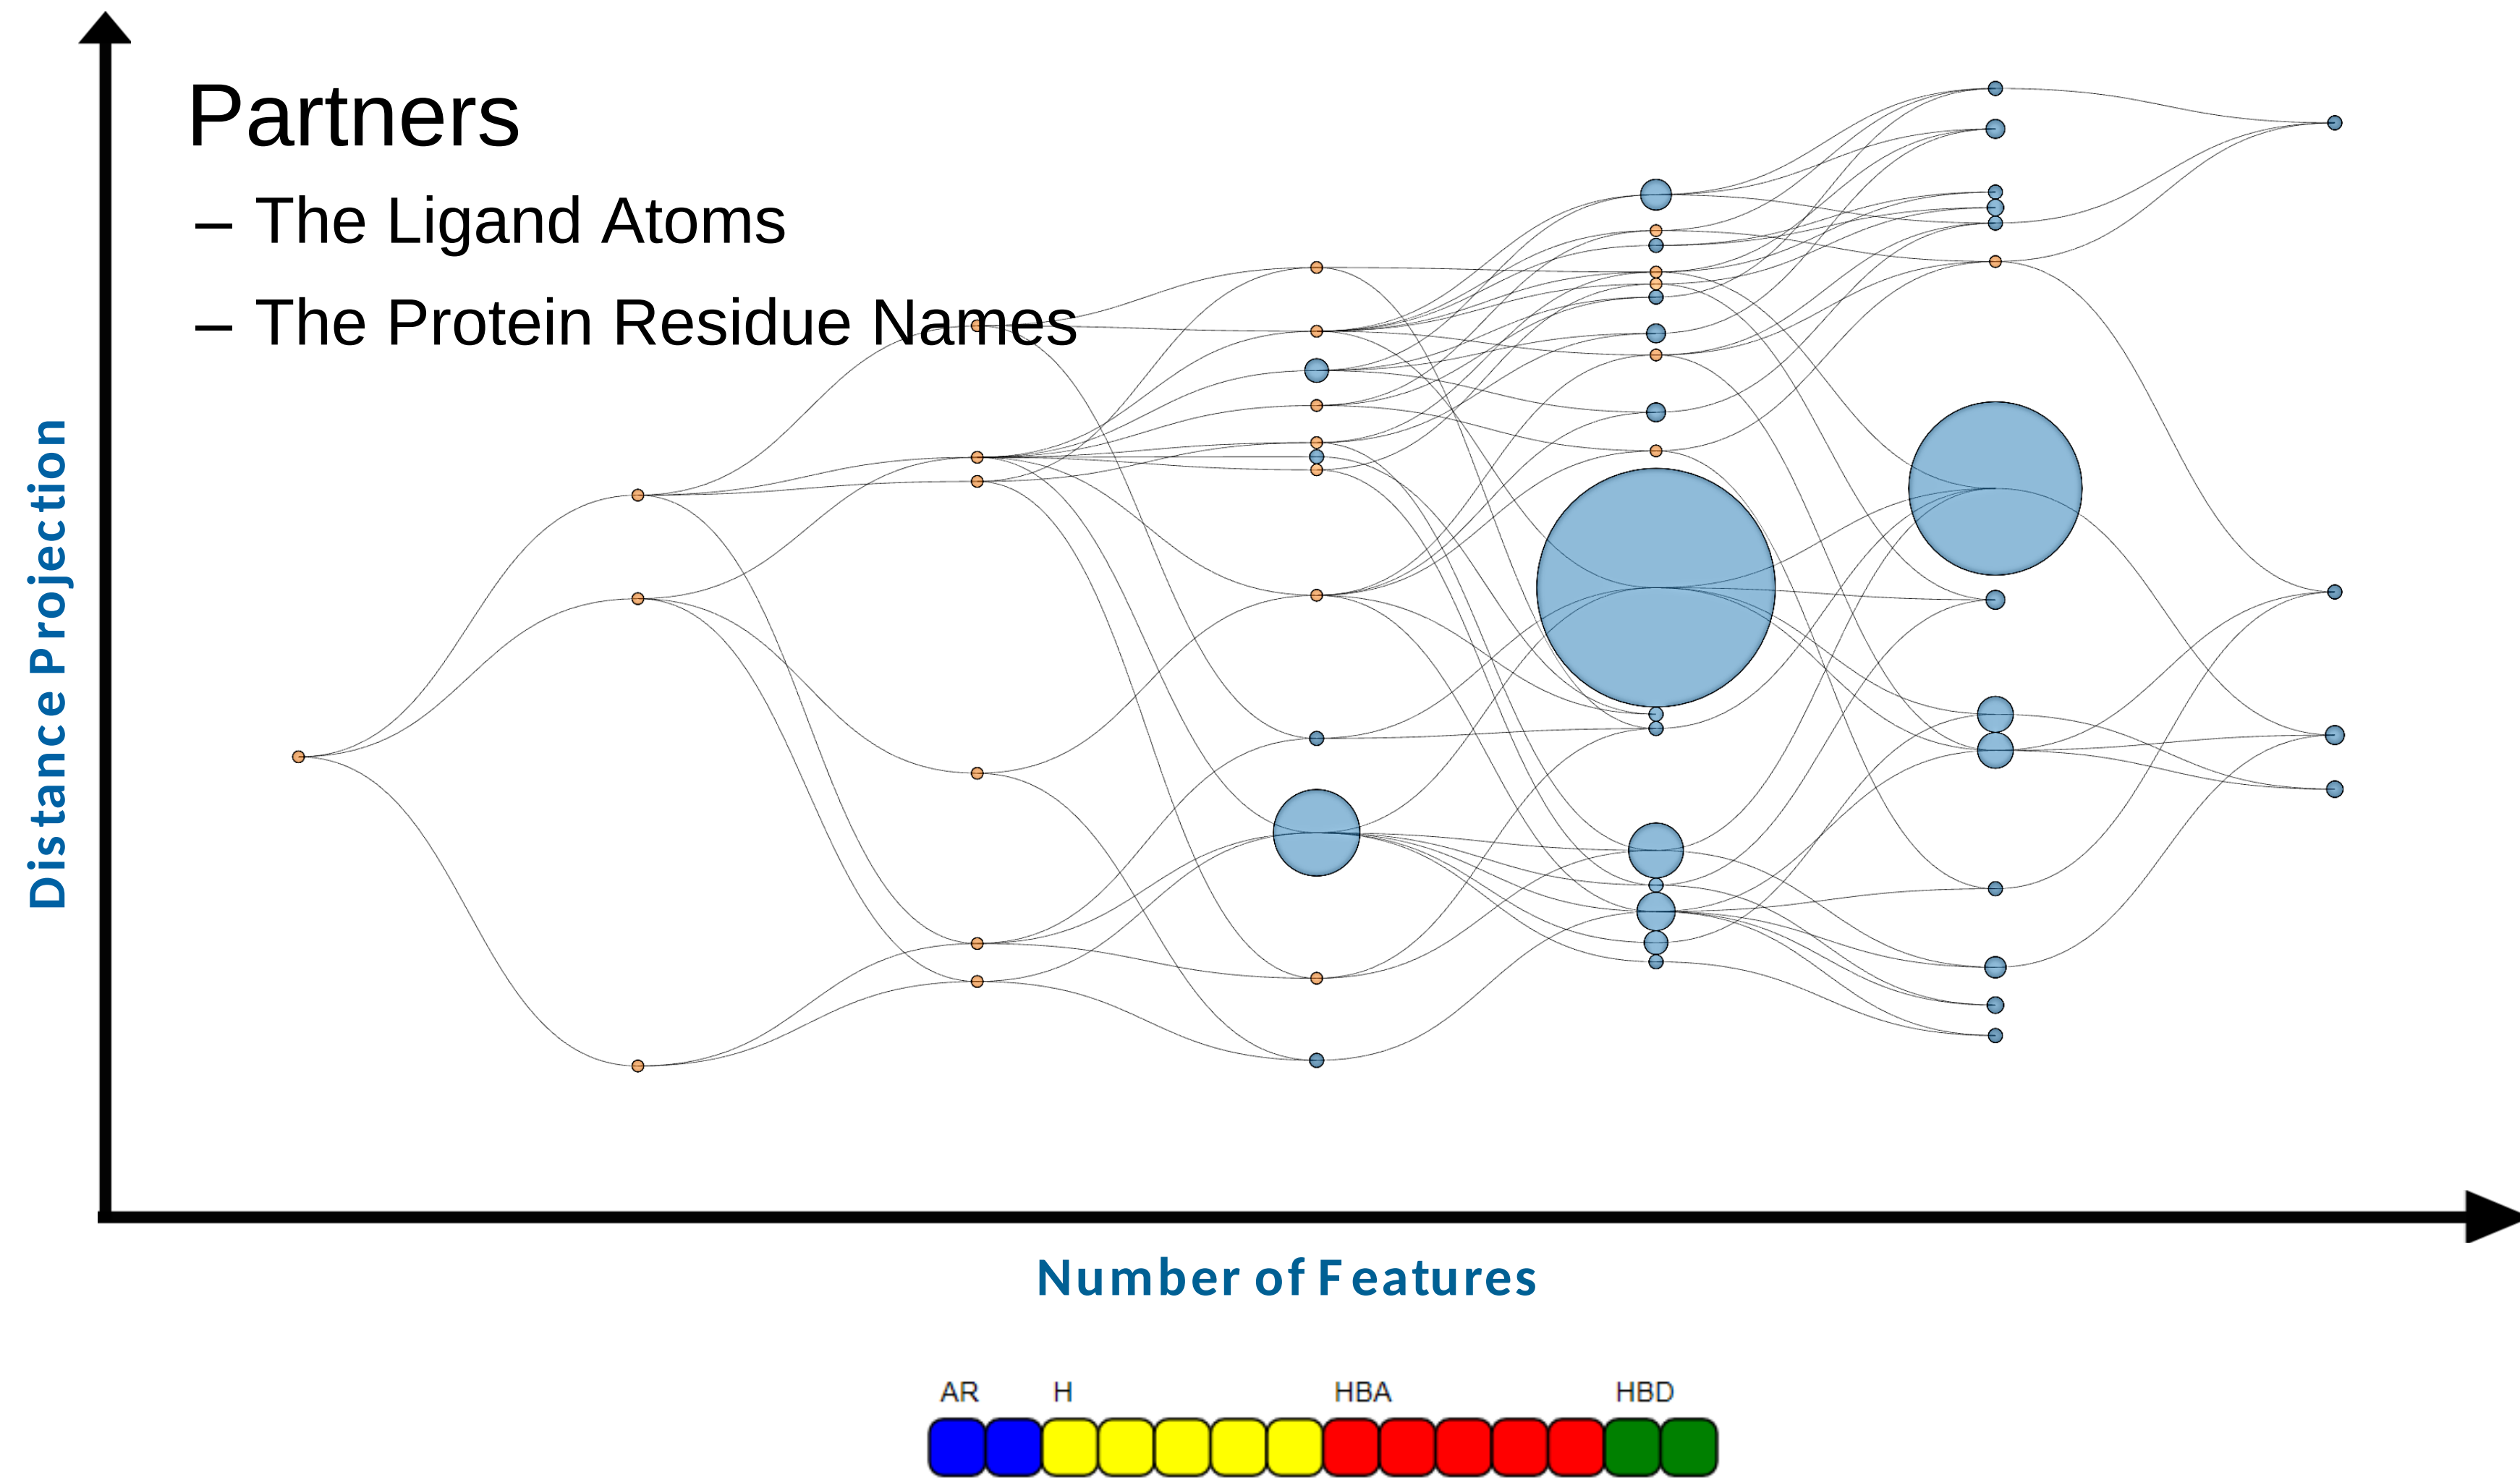 Partners
– The Ligand Atoms
– The Protein Residue Names
Distance Projection
Number of Features
AR H HBA HBD